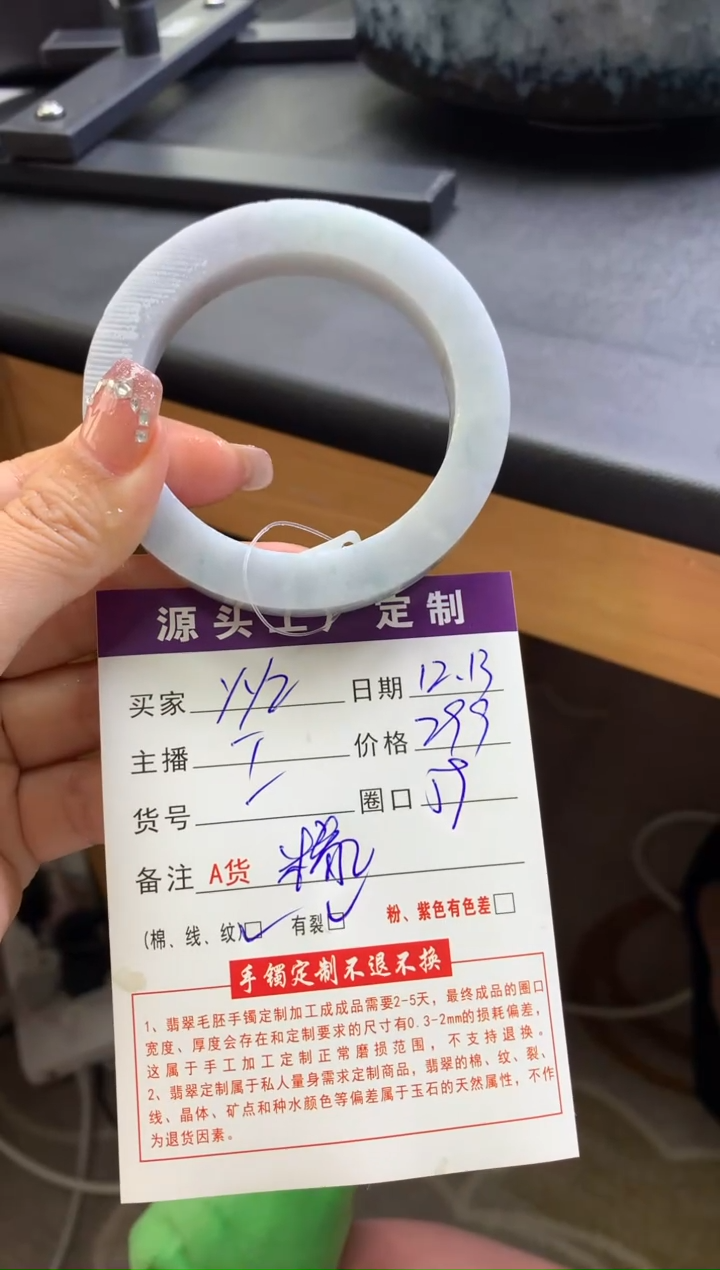 源头工厂定制
买家 YYZ 日期 12.13
主播 T 价格 299
货号 圈口 59
备注 A货
(棉、线、纹) 有裂 粉、紫色有色差
手镯定制不退不换
1、翡翠毛胚手镯定制加工成成品需要2-5天，最终成品的圈口
宽度、厚度会存在和定制要求的尺寸有0.3-2mm的损耗偏差，
这属于手工加工定制正常磨损范围，不支持退换。
2、翡翠定制属于私人量身需求定制商品，翡翠的棉、纹、裂、
线、晶体、矿点和种水颜色等偏差属于玉石的天然属性，不作
为退货因素。